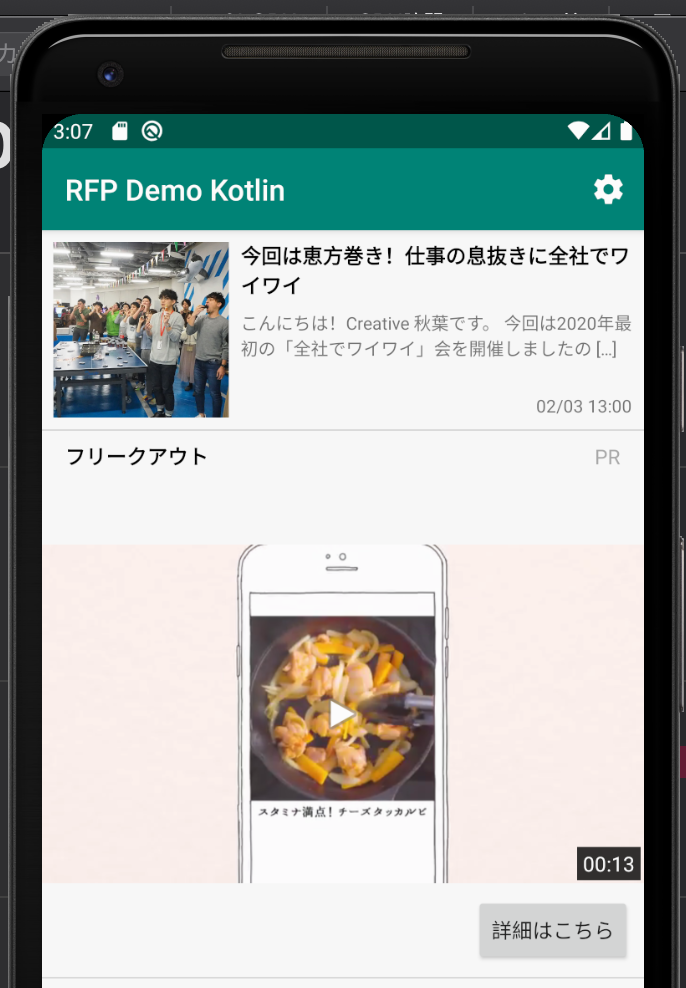 3:07
RFP Demo Kotlin
今回は恵方巻き！仕事の息抜きに全社でワ
イワイ
こんにちは！Creative 秋葉です。 今回は2020年最
初の「全社でワイワイ」会を開催しましたの [...]
02/03 13:00
フリークアウト
PR
スタミナ満点！チーズタッカルビ
00:13
詳細はこちら